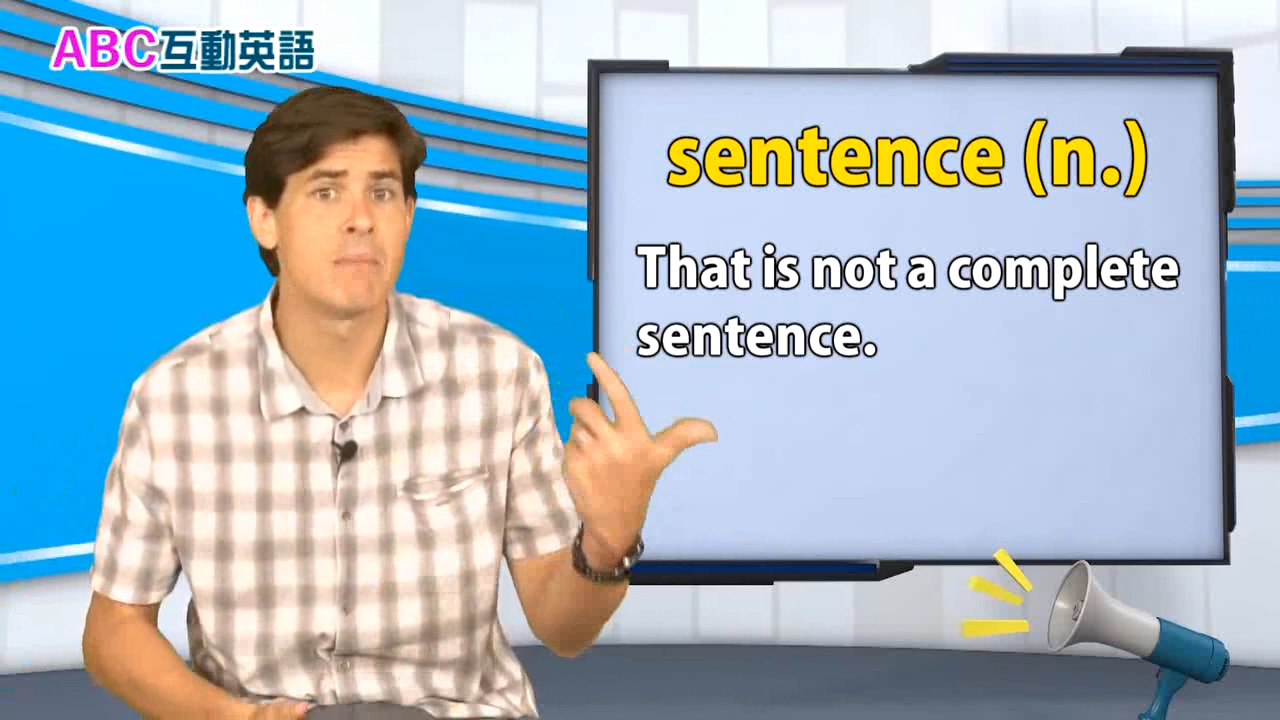 ABC互動英語
sentence (n.)
That is not a complete
sentence.